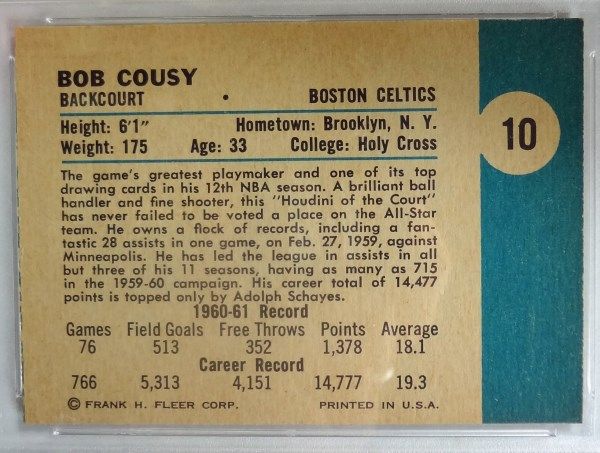 BOB COUSY
BACKCOURT • BOSTON CELTICS
10
Height: 6'1" Hometown: Brooklyn, N. Y.
Weight: 175 Age: 33 College: Holy Cross
The game's greatest playmaker and one of its top
drawing cards in his 12th NBA season. A brilliant ball
handler and fine shooter, this "Houdini of the Court"
has never failed to be voted a place on the All-Star
team. He owns a flock of records, including a fan-
tastic 28 assists in one game, on Feb. 27, 1959, against
Minneapolis. He has led the league in assists in all
but three of his 11 seasons, having as many as 715
in the 1959-60 campaign. His career total of 14,477
points is topped only by Adolph Schayes.
1960-61 Record
Games Field Goals Free Throws Points Average
76 513 352 1,378 18.1
Career Record
766 5,313 4,151 14,777 19.3
© FRANK H. FLEER CORP. PRINTED IN U.S.A.